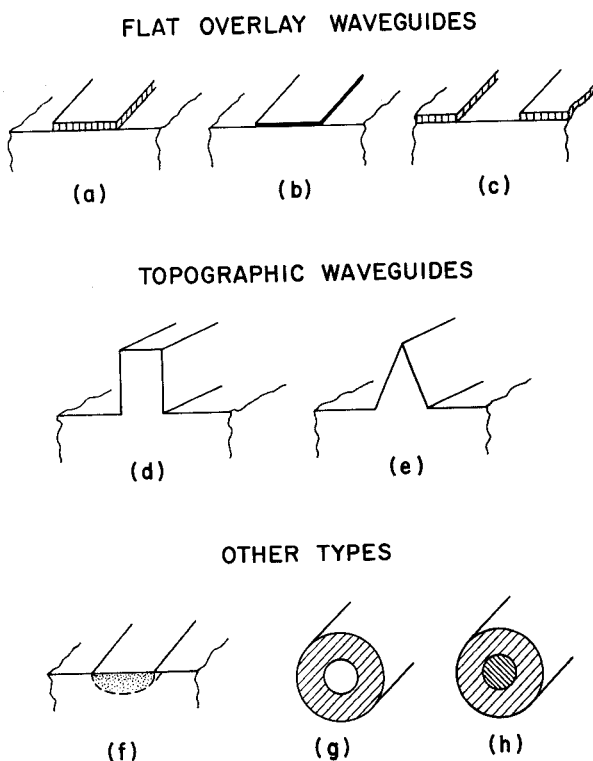 FLAT OVERLAY WAVEGUIDES
(a)
(b)
(c)
TOPOGRAPHIC WAVEGUIDES
(d)
(e)
OTHER TYPES
(f)
(g)
(h)